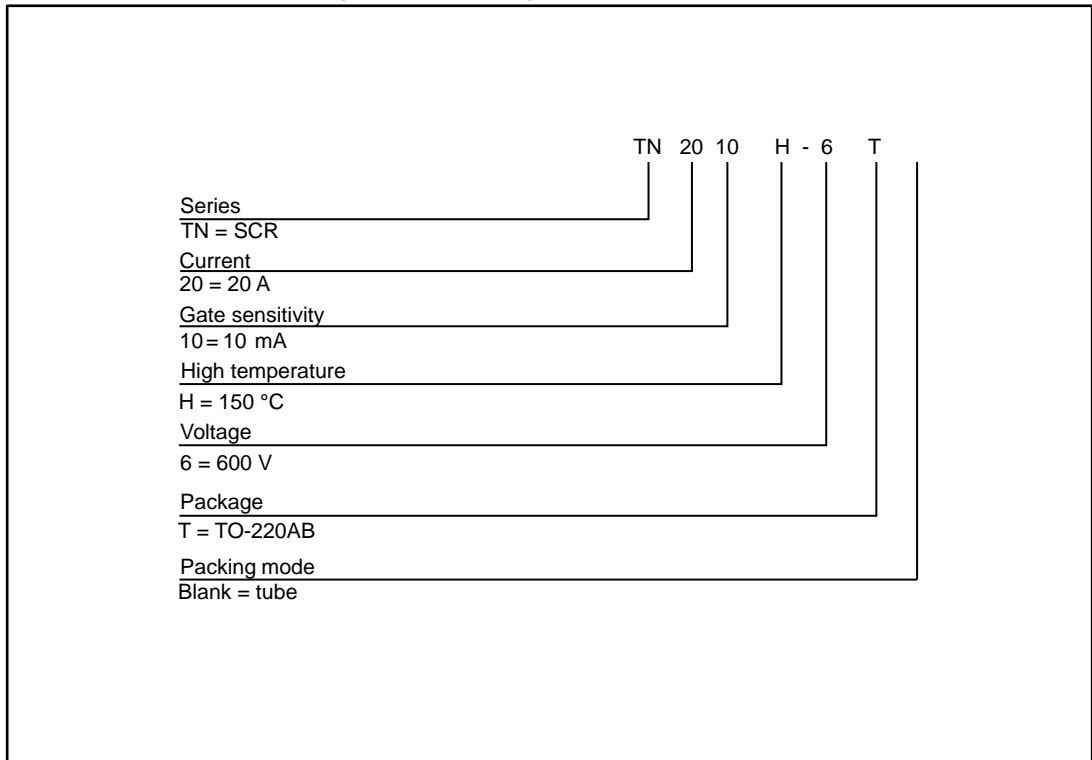 TN 20 10 H - 6 T
Series
TN = SCR
Current
20 = 20 A
Gate sensitivity
10 = 10 mA
High temperature
H = 150 °C
Voltage
6 = 600 V
Package
T = TO-220AB
Packing mode
Blank = tube